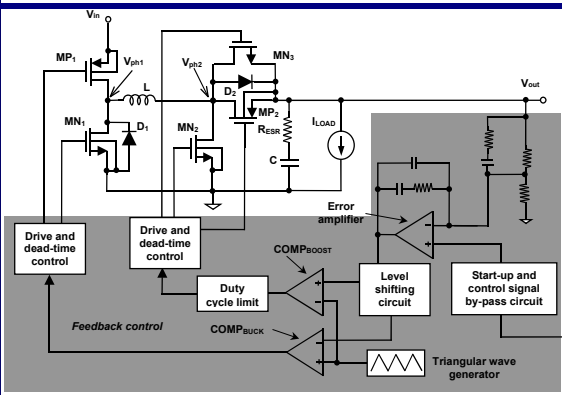 Vin
MP1
Vph1
Vph2
MN3
L
D2
Vout
MN1
D1
MN2
MP2
RESR
ILOAD
C
Error
amplifier
-
+
Drive and
dead-time
control
Drive and
dead-time
control
COMPBOOST
Duty
cycle limit
+
-
Level
shifting
circuit
Start-up and
control signal
by-pass circuit
Feedback control
COMPBUCK
-
+
Triangular wave
generator